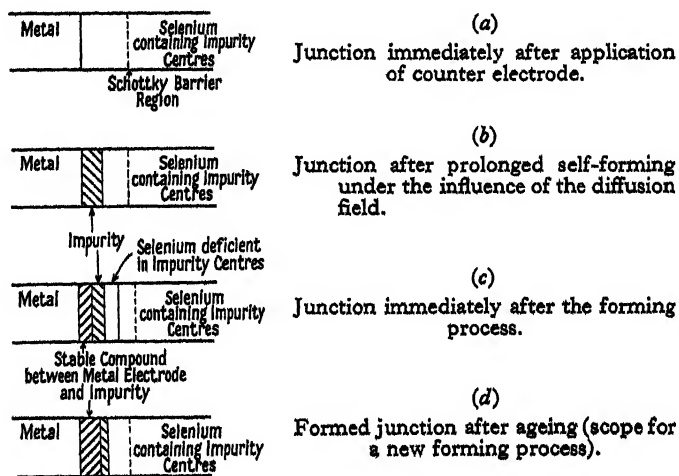 Metal
Selenium
containing Impurity
Centres
Schottky Barrier
Region
(a)
Junction immediately after application
of counter electrode.
Metal
Selenium
containing Impurity
Centres
(b)
Junction after prolonged self-forming
under the influence of the diffusion
field.
Impurity
Selenium deficient
in Impurity Centres
Metal
Selenium
containing Impurity
Centres
(c)
Junction immediately after the forming
process.
Stable Compound
between Metal Electrode
and Impurity
Metal
Selenium
containing Impurity
Centres
(d)
Formed junction after ageing (scope for
a new forming process).